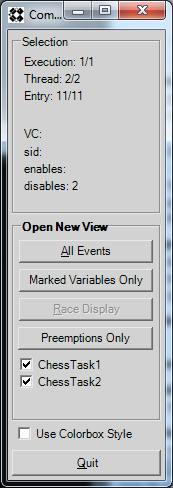 Com...
Selection
Execution: 1/1
Thread: 2/2
Entry: 11/11
VC:
sid:
enables:
disables: 2
Open New View
All Events
Marked Variables Only
Race Display
Preemptions Only
ChessTask1
ChessTask2
Use Colorbox Style
Quit